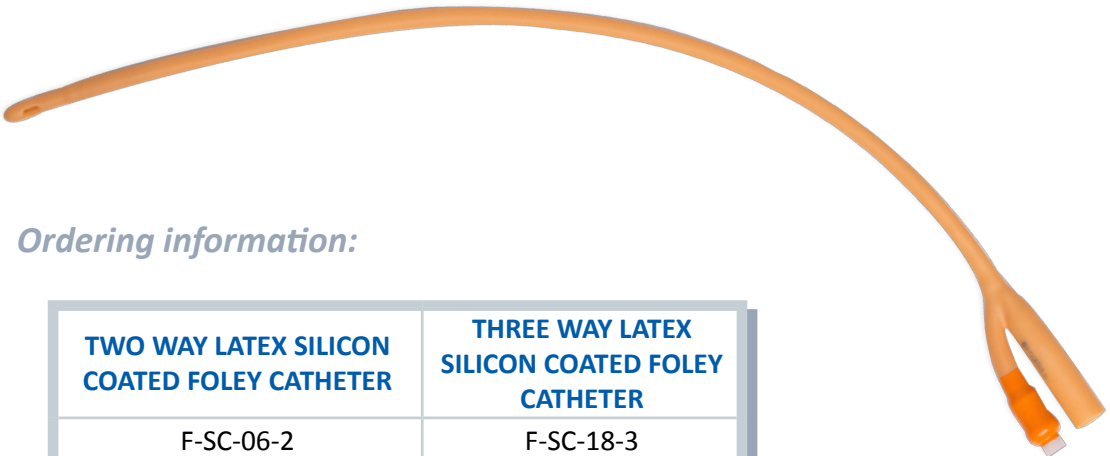 Ordering information:
TWO WAY LATEX SILICON
COATED FOLEY CATHETER
THREE WAY LATEX
SILICON COATED FOLEY
CATHETER
F-SC-06-2
F-SC-18-3